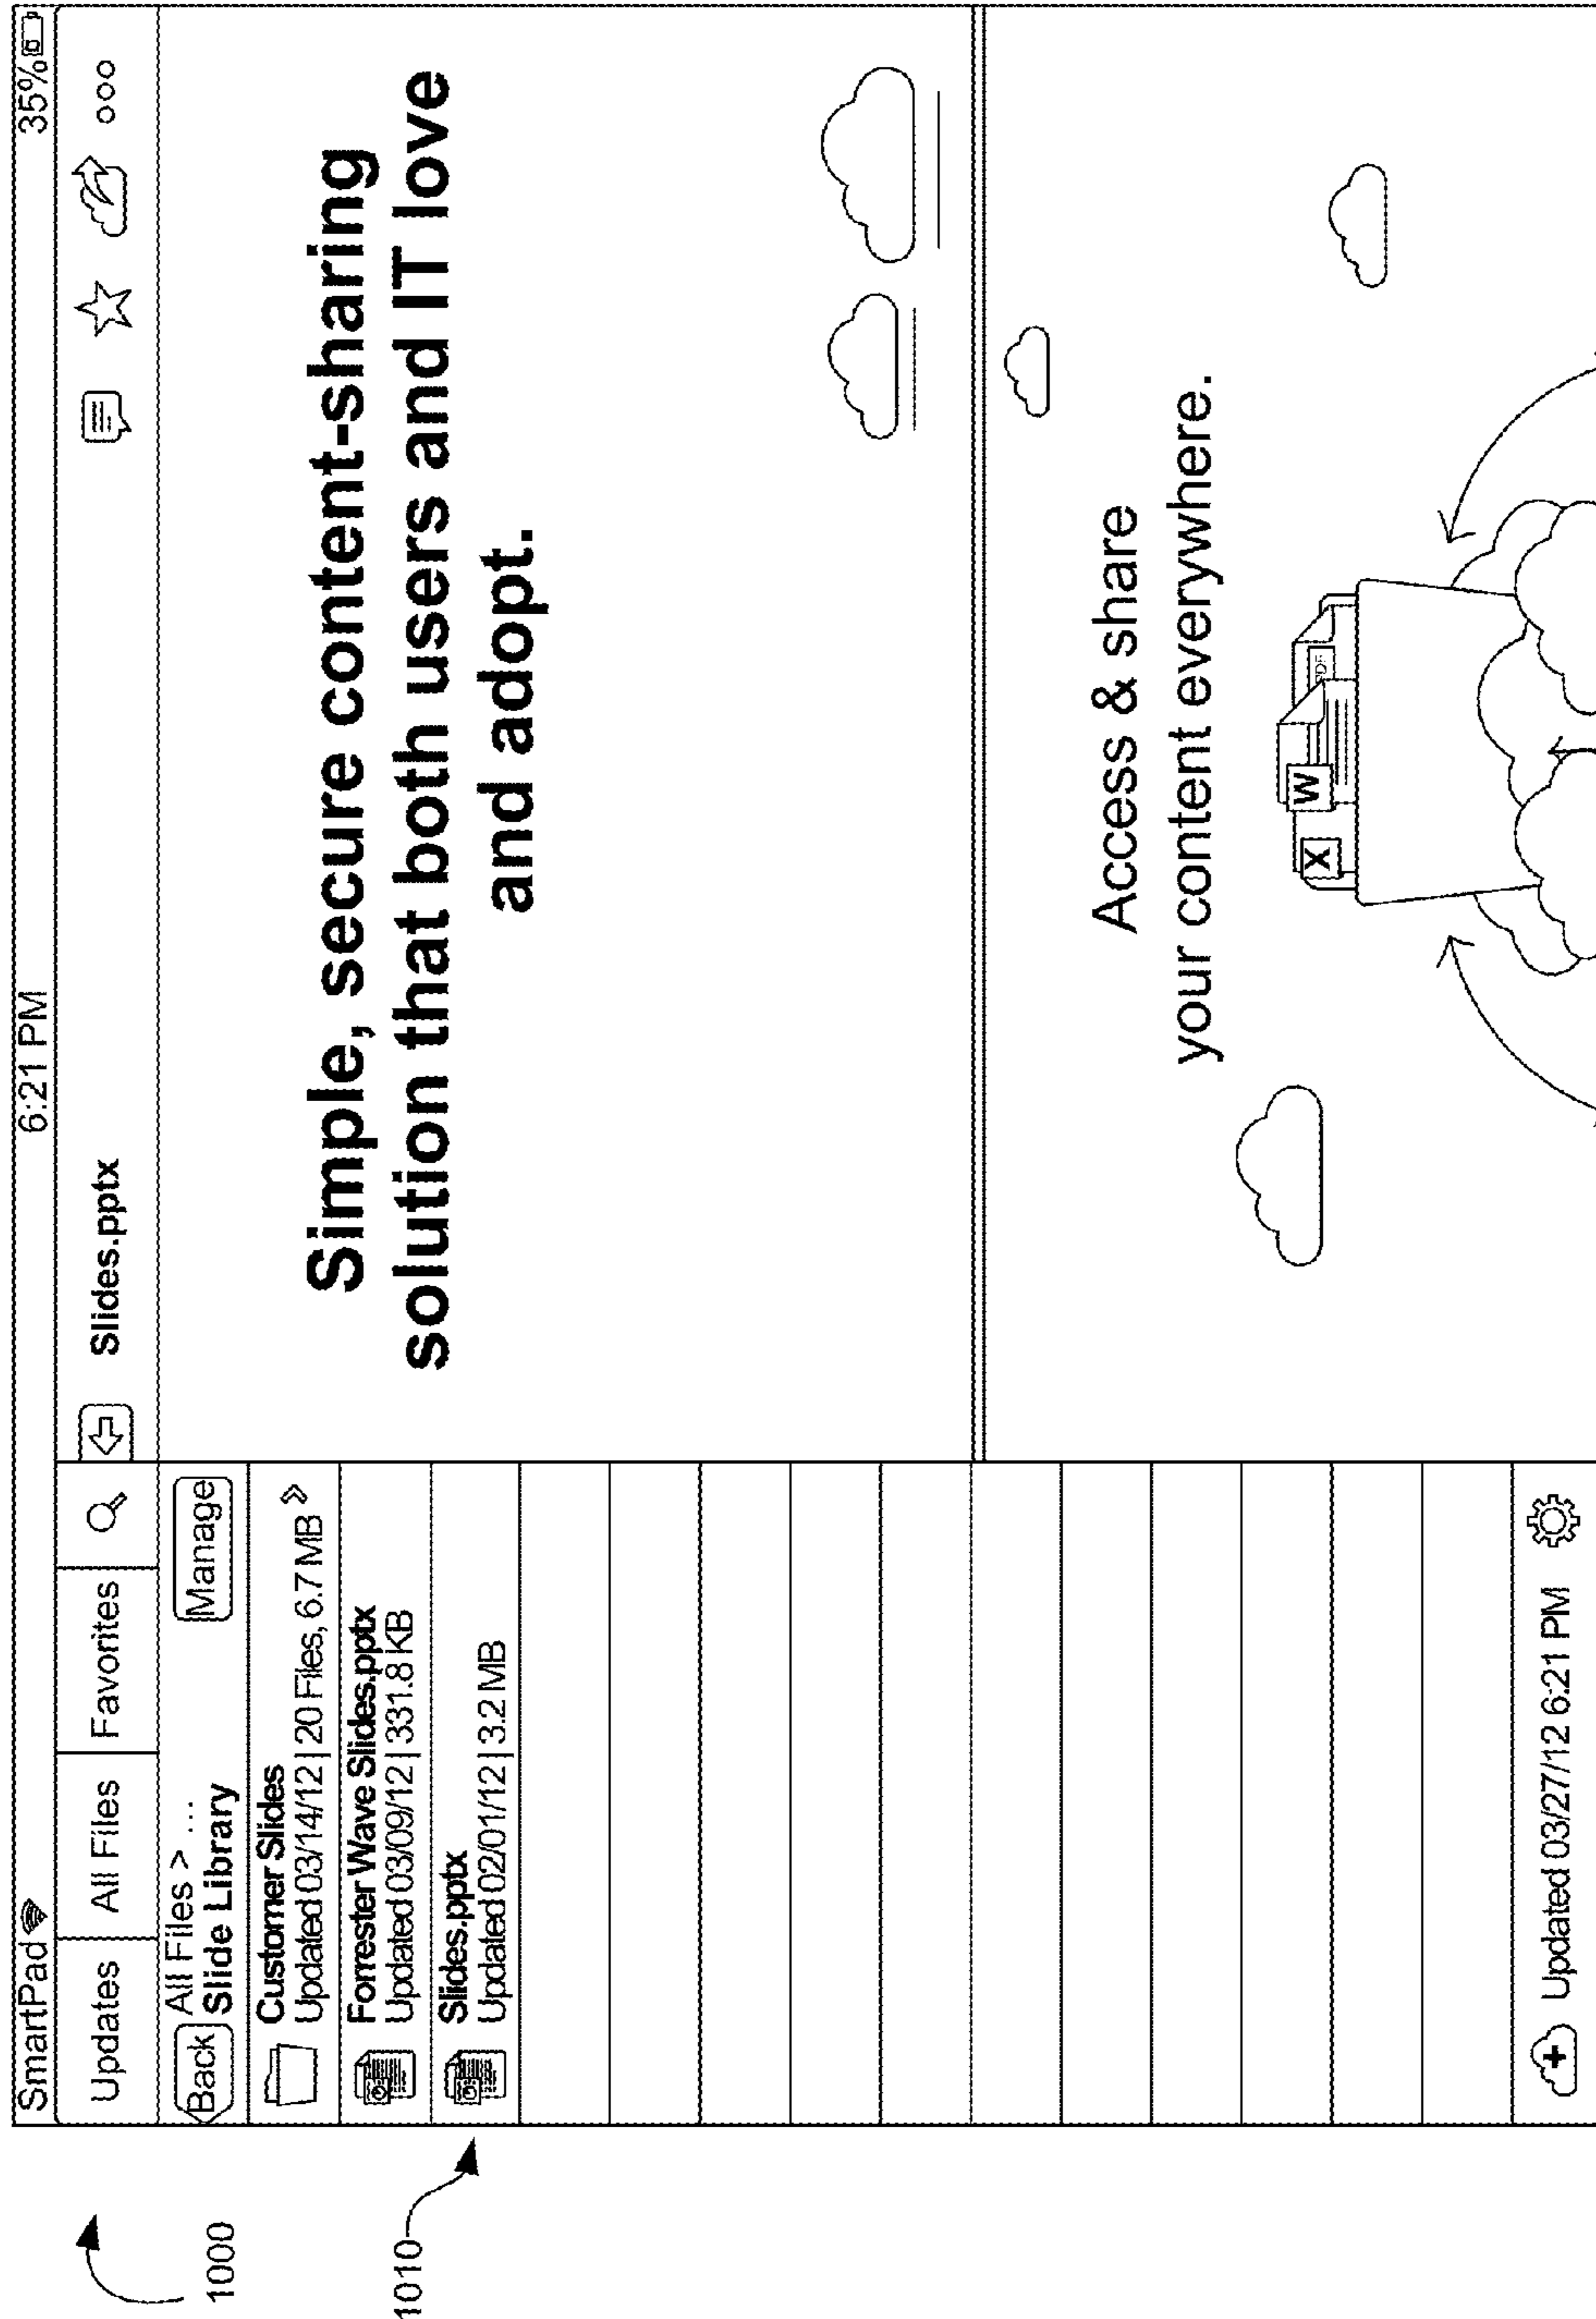 SmartPad 6:21 PM 35%
Updates All Files Favorites
Slides.pptx
Back All Files > ...
Slide Library
Manage
Customer Slides
Updated 03/14/12 | 20 Files, 6.7 MB
Forrester Wave Slides.pptx
Updated 03/09/12 | 331.8 KB
Slides.pptx
Updated 02/01/12 | 3.2 MB
Updated 03/27/12 6:21 PM
Simple, secure content-sharing
solution that both users and IT love
and adopt.
Access & share
your content everywhere.
X
W
1000
1010